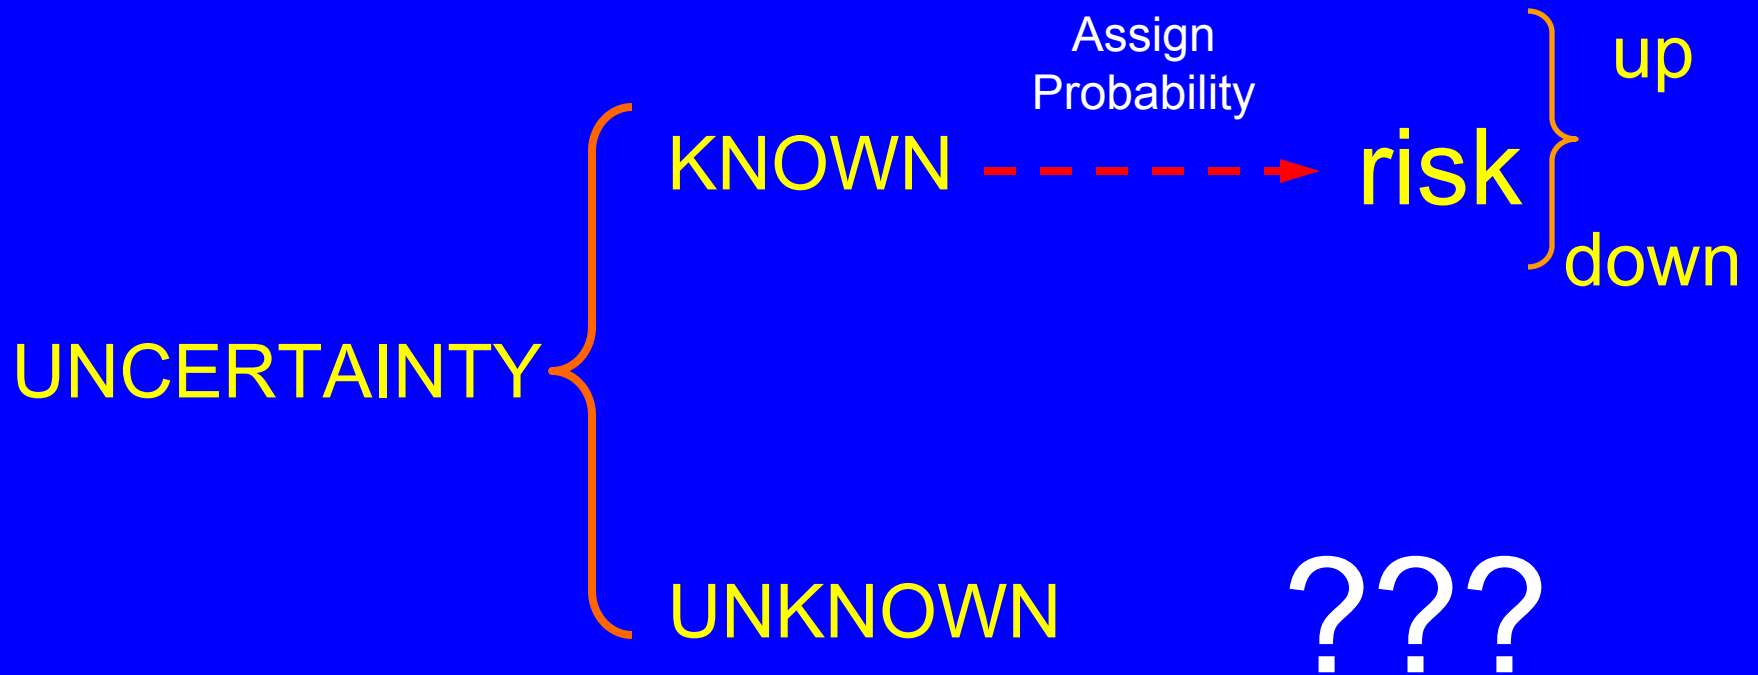 Assign
Probability
up
KNOWN
risk
down
UNCERTAINTY
UNKNOWN
???